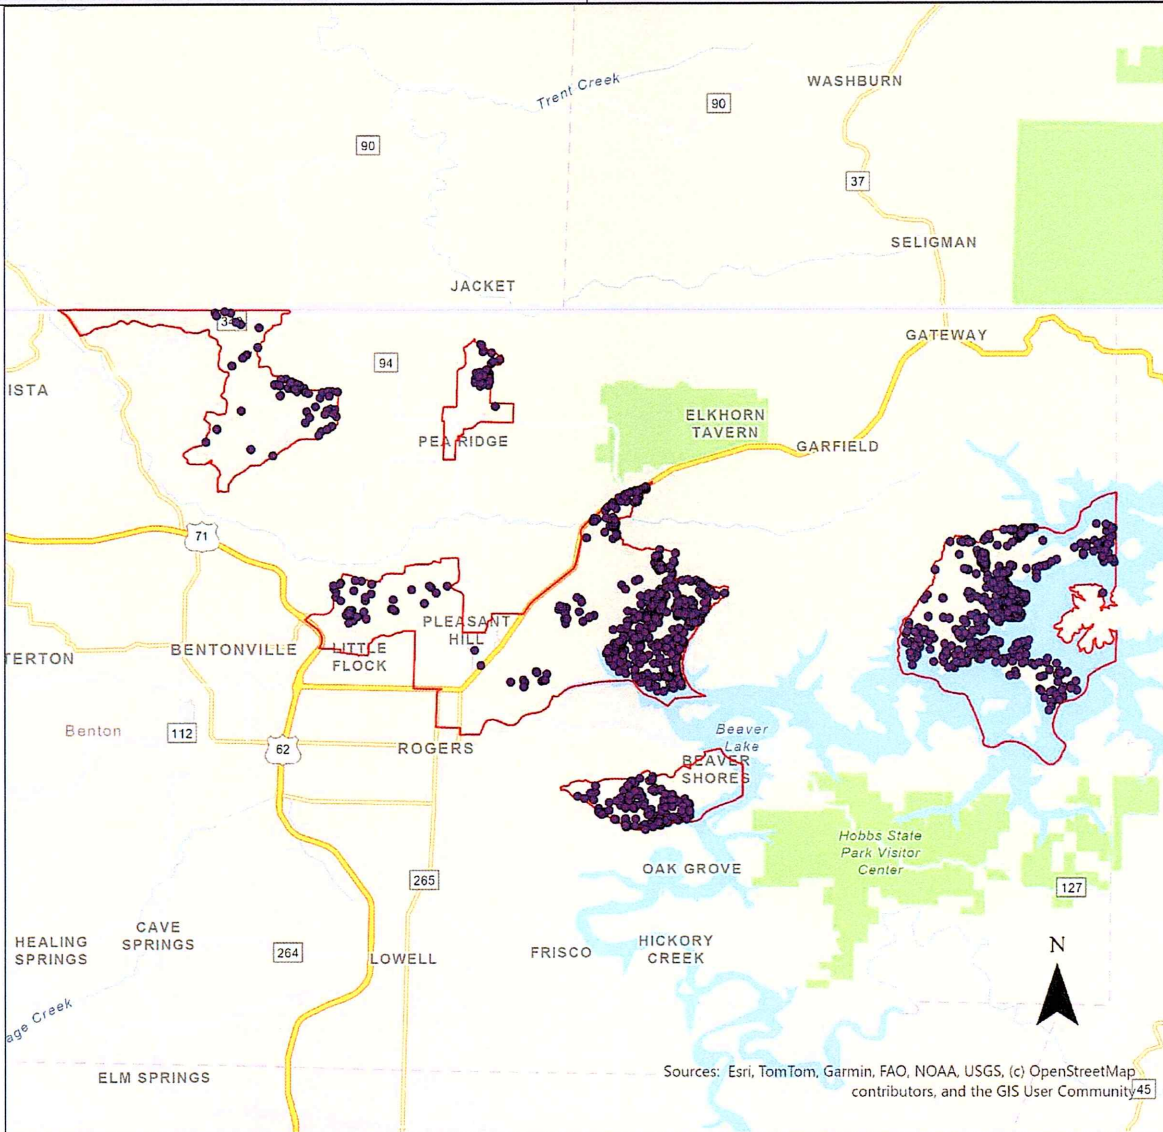 WASHBURN
Trent Creek
90
90
37
SELIGMAN
JACKET
GATEWAY
94
ISTA
ELKHORN
TAVERN
PEA RIDGE
GARFIELD
71
PLEASANT
HILL
BENTONVILLE
LITTLE
FLOCK
TERTON
Benton
112
62
ROGERS
Beaver
Lake
BEAVER
SHORES
Hobbs State
Park Visitor
Center
OAK GROVE
265
127
CAVE
SPRINGS
HEALING
SPRINGS
264
LOWELL
FRISCO
HICKORY
CREEK
N
age Creek
ELM SPRINGS
Sources: Esri, TomTom, Garmin, FAO, NOAA, USGS, (c) OpenStreetMap
contributors, and the GIS User Community
45